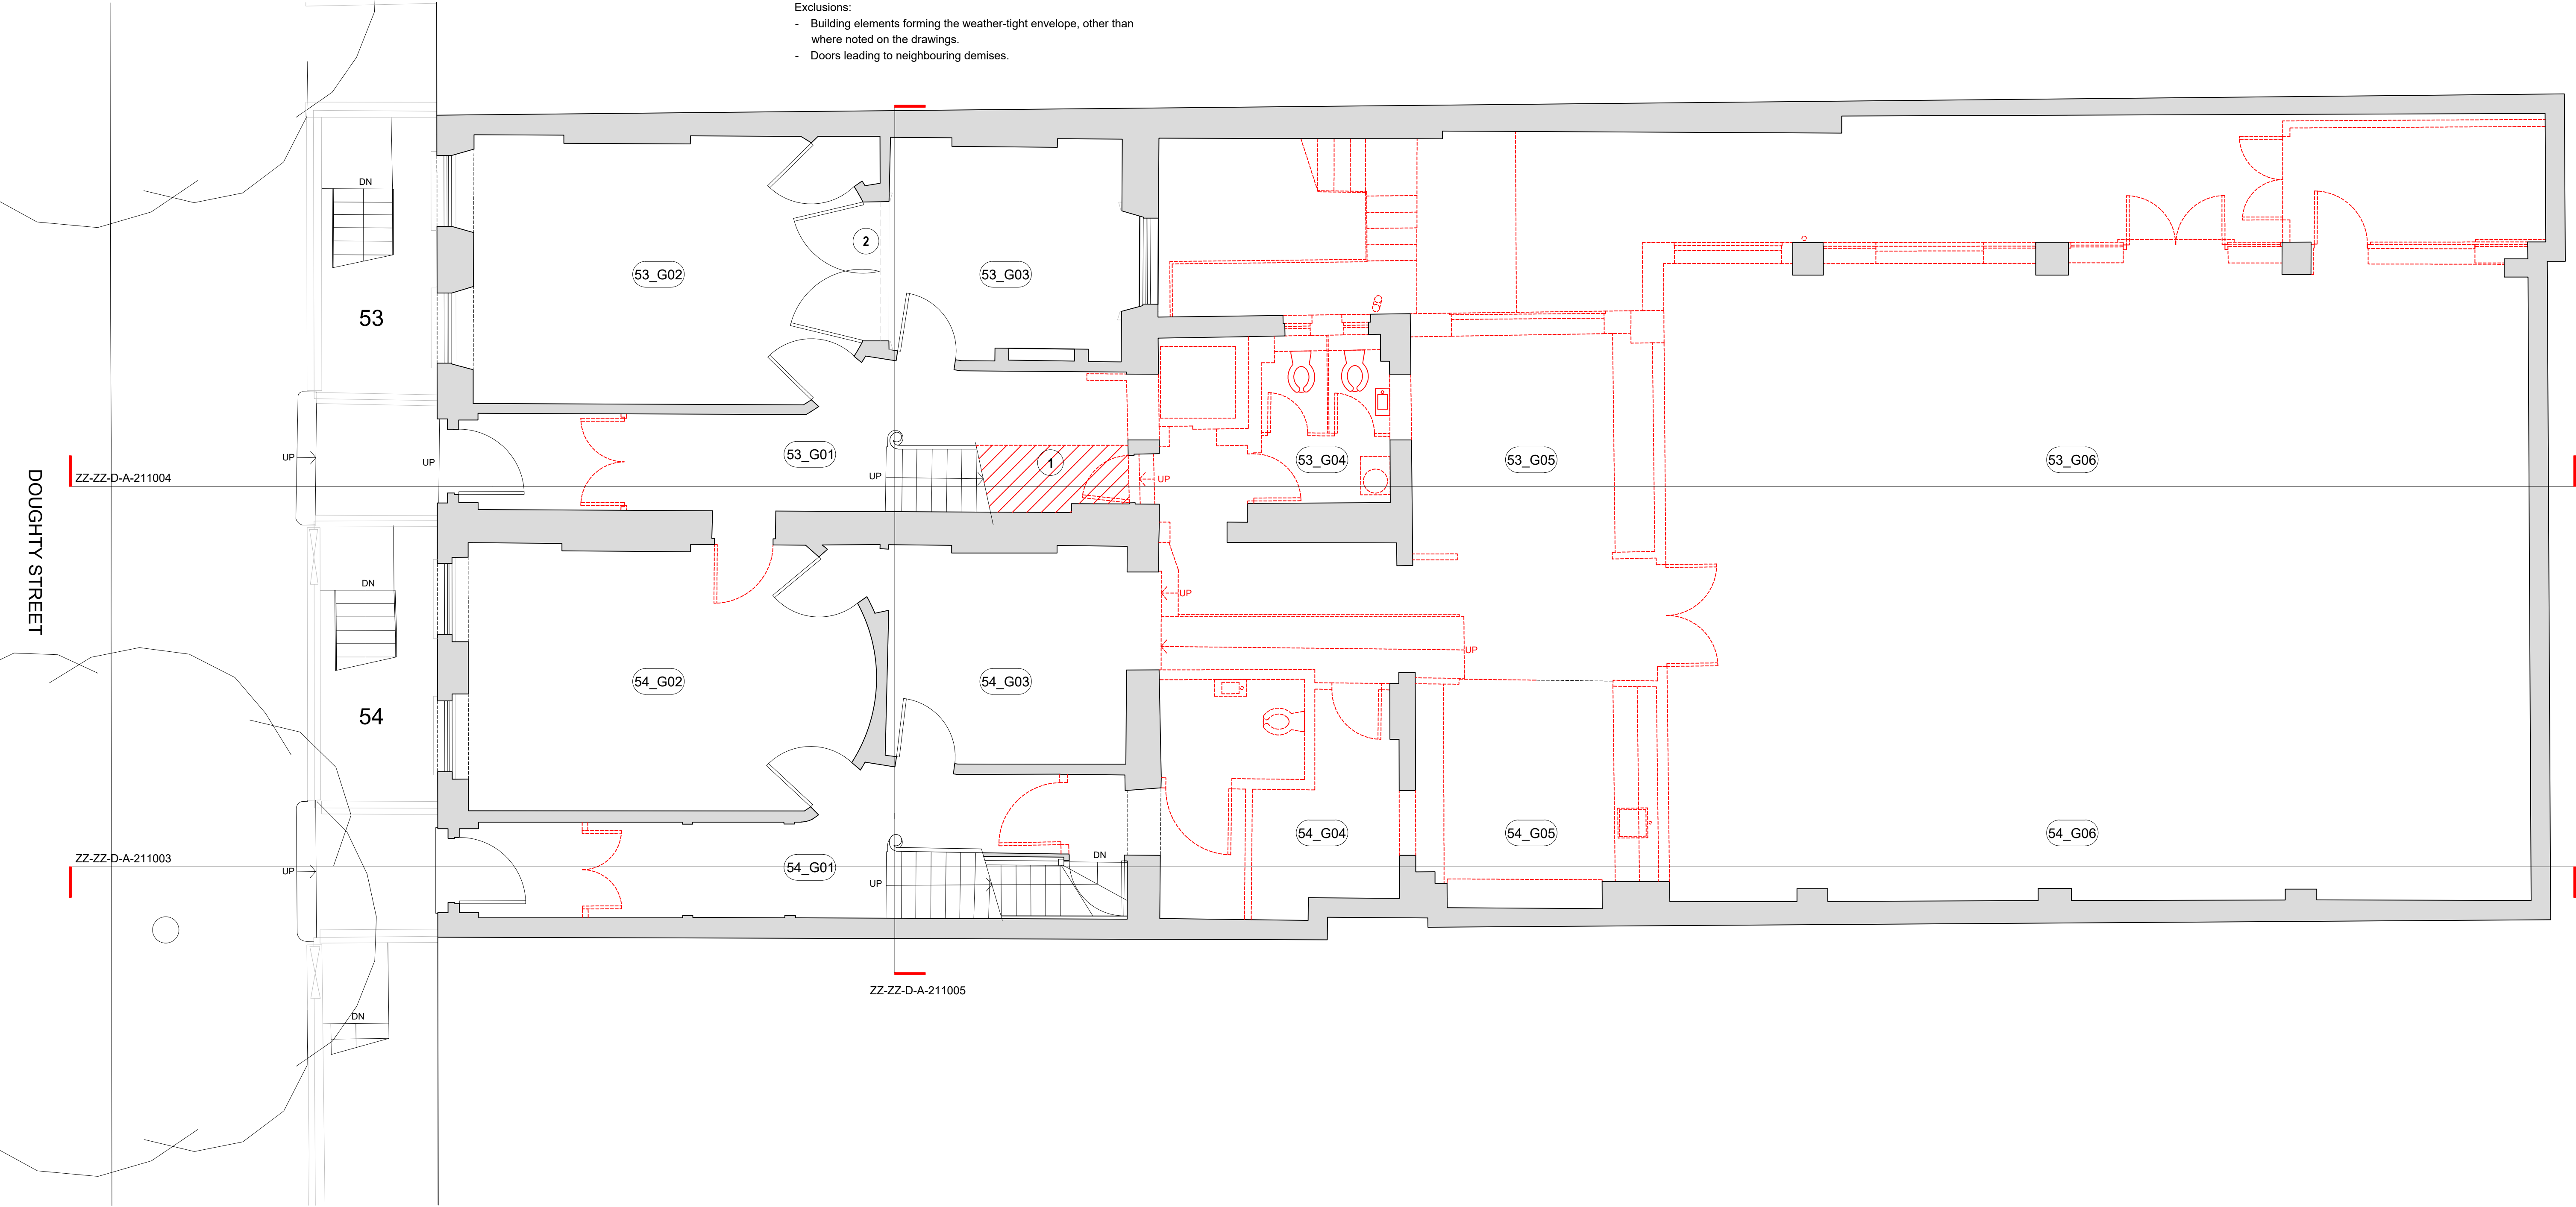 Exclusions:
- Building elements forming the weather-tight envelope, other than
where noted on the drawings.
- Doors leading to neighbouring demises.
DN
2
53_G02
53_G03
53
UP
UP
53_G01
UP
1
UP
53_G04
53_G05
53_G06
ZZ-ZZ-D-A-211004
DOUGHTY STREET
DN
UP
UP
54_G02
54_G03
54
ZZ-ZZ-D-A-211003
UP
54_G01
UP
DN
54_G04
54_G05
54_G06
ZZ-ZZ-D-A-211005
DN